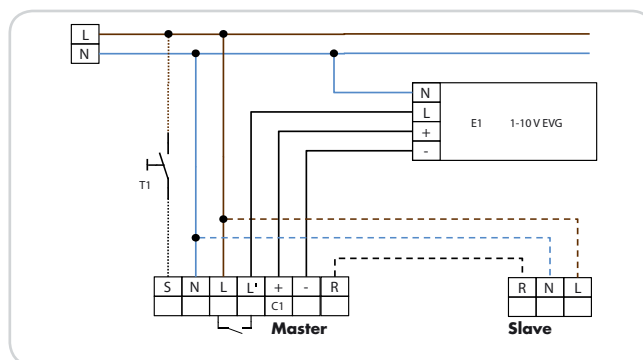 L
N
N
L
E1 1-10 V EVG
+
-
T1
S N L L' + - R
C1
R N L
Master
Slave